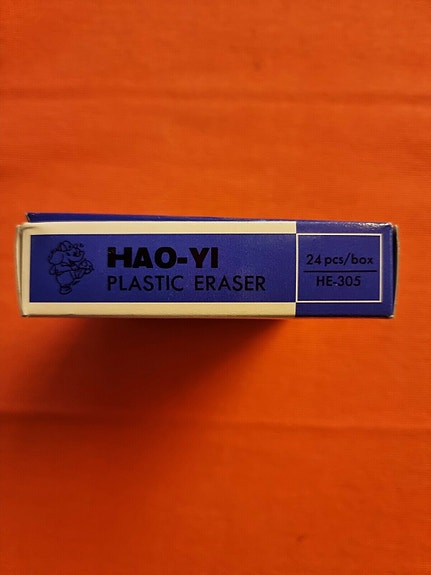 HAO-YI
PLASTIC ERASER
24 pcs/box
HE-305